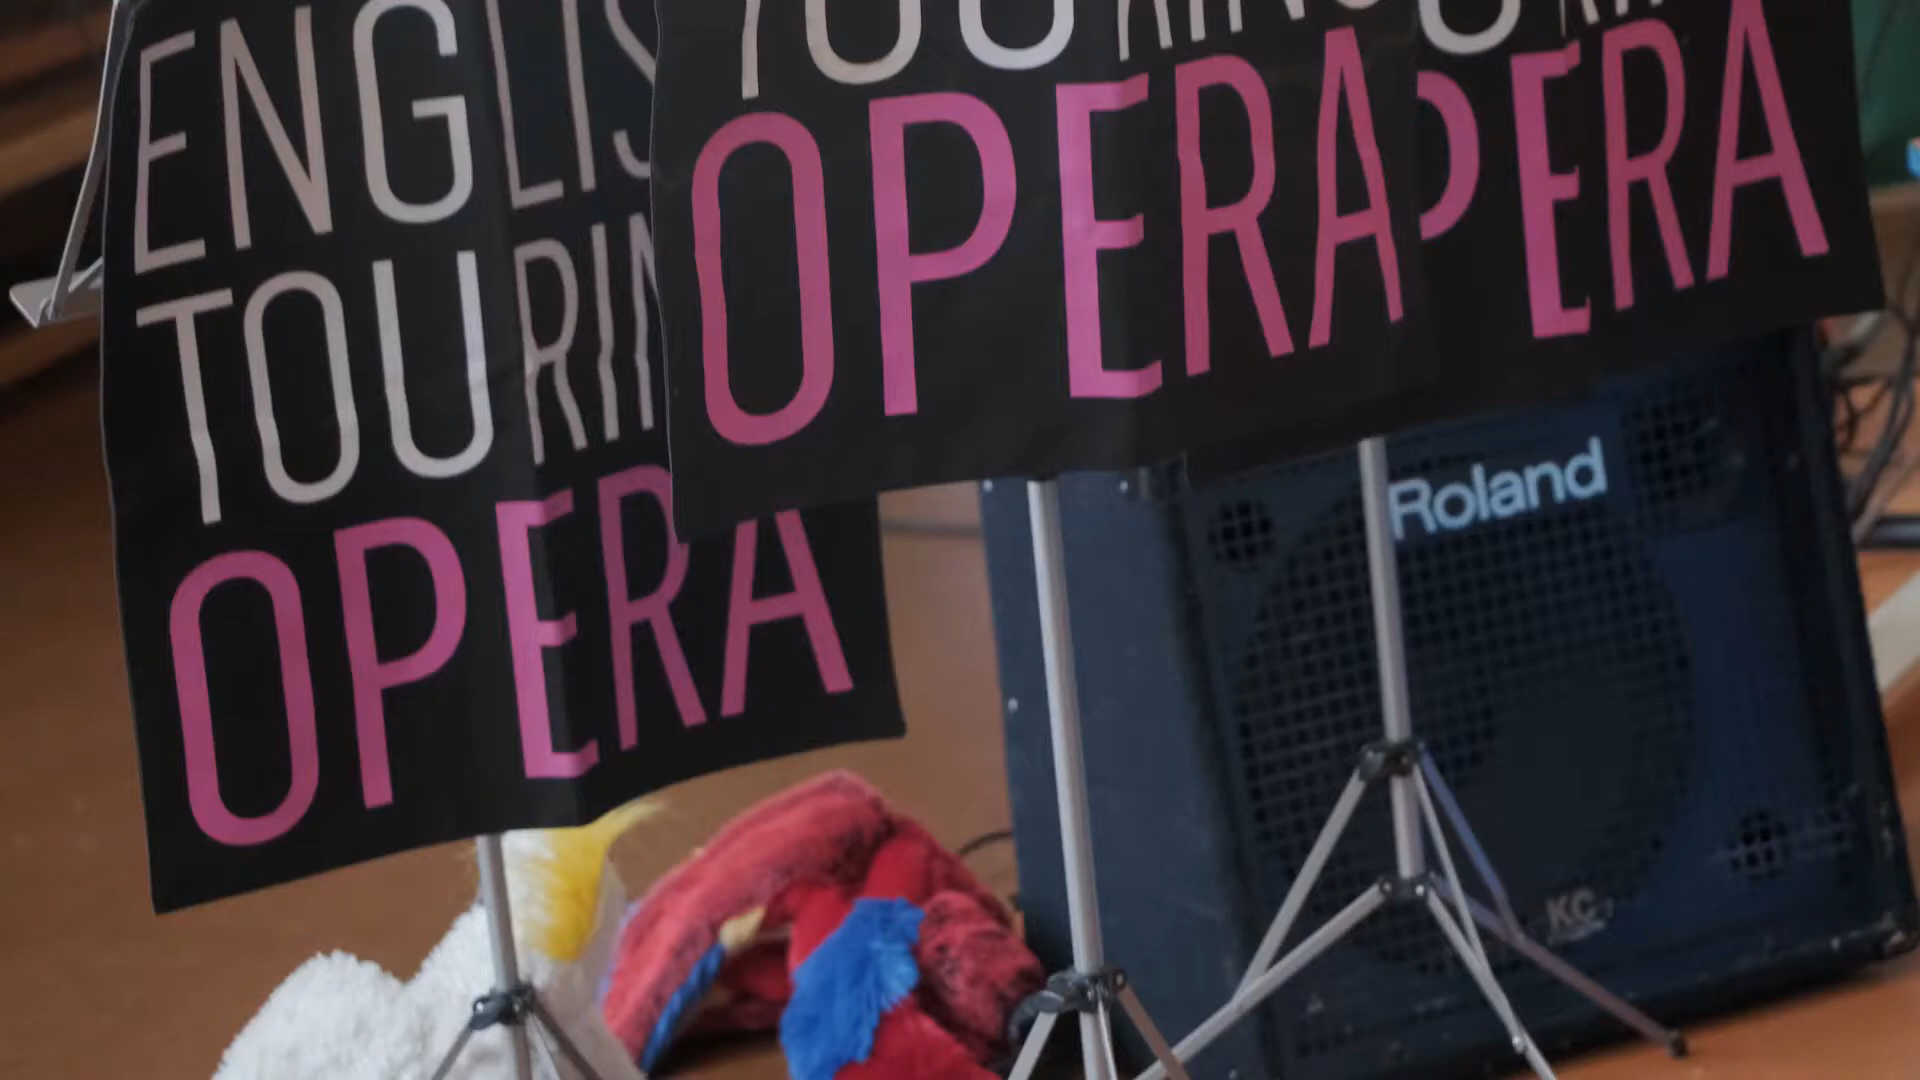 ENGLIS
TOURIN
OPERA
OPERA
PERA
Roland
KC